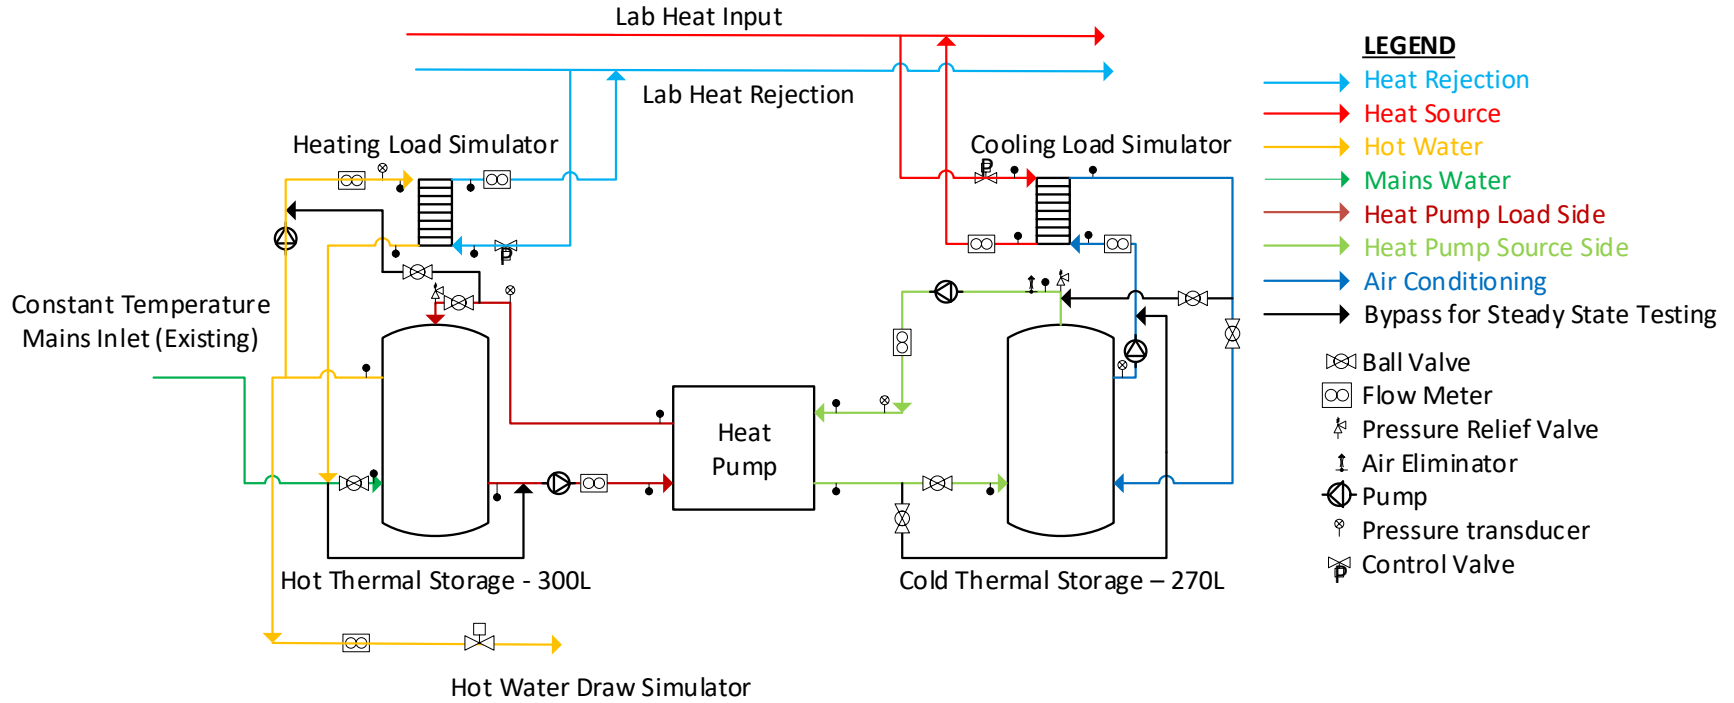 Lab Heat Input
Lab Heat Rejection
Heating Load Simulator
Cooling Load Simulator
Constant Temperature
Mains Inlet (Existing)
Heat
Pump
Hot Thermal Storage - 300L
Cold Thermal Storage – 270L
Hot Water Draw Simulator
LEGEND
Heat Rejection
Heat Source
Hot Water
Mains Water
Heat Pump Load Side
Heat Pump Source Side
Air Conditioning
Bypass for Steady State Testing
Ball Valve
Flow Meter
Pressure Relief Valve
Air Eliminator
Pump
Pressure transducer
Control Valve